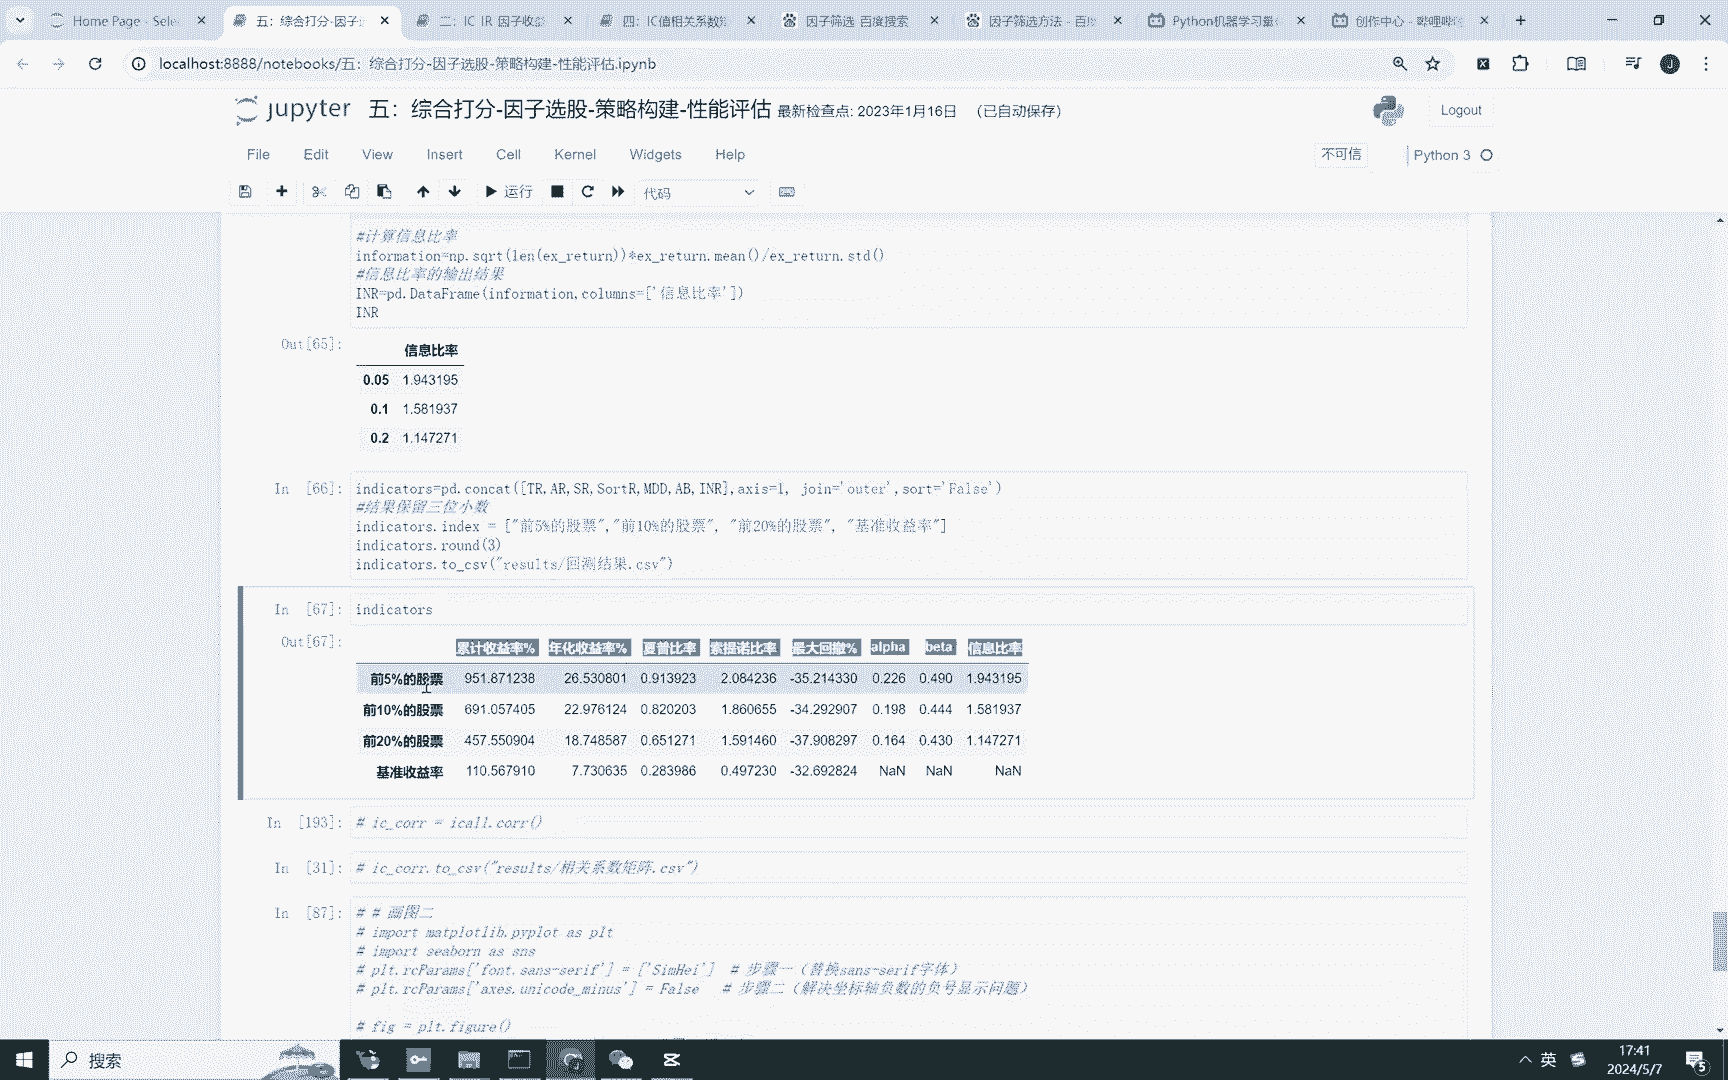 Home Page - Sele
五：综合打分-因子
二：IC IR 因子收益
四：IC值相关系数
因子筛选 百度搜索
因子筛选方法 - 百
Python机器学习量
创作中心 - 哔哩哔
localhost:8888/notebooks/五：综合打分-因子选股-策略构建-性能评估.ipynb
J
jupyter 五：综合打分-因子选股-策略构建-性能评估 最新检查点: 2023年1月16日 (已自动保存)
Logout
File Edit View Insert Cell Kernel Widgets Help
不可信
Python 3
运行
代码
#计算信息比率
information=np.sqrt(len(ex_return))*ex_return.mean()/ex_return.std()
#信息比率的输出结果
INR=pd.DataFrame(information,columns=['信息比率'])
INR
Out[65]:
信息比率
0.05 1.943195
0.1 1.581937
0.2 1.147271
In [66]: indicators=pd.concat([TR,AR,SR,SortR,MDD,AB,INR],axis=1, join='outer',sort='False')
#结果保留三位小数
indicators.index = ["前5%的股票","前10%的股票", "前20%的股票", "基准收益率"]
indicators.round(3)
indicators.to_csv("results/回测结果.csv")
In [67]: indicators
Out[67]:
累计收益率% 年化收益率% 夏普比率 索提诺比率 最大回撤% alpha beta 信息比率
前5%的股票 951.871238 26.530801 0.913923 2.084236 -35.214330 0.226 0.490 1.943195
前10%的股票 691.057405 22.976124 0.820203 1.860655 -34.292907 0.198 0.444 1.581937
前20%的股票 457.550904 18.748587 0.651271 1.591460 -37.908297 0.164 0.430 1.147271
基准收益率 110.567910 7.730635 0.283986 0.497230 -32.692824 NaN NaN NaN
In [193]: # ic_corr = icall.corr()
In [31]: # ic_corr.to_csv("results/相关系数矩阵.csv")
In [87]: # # 画图二
# import matplotlib.pyplot as plt
# import seaborn as sns
# plt.rcParams['font.sans-serif'] = ['SimHei'] # 步骤一（替换sans-serif字体）
# plt.rcParams['axes.unicode_minus'] = False # 步骤二（解决坐标轴负数的负号显示问题）
# fig = plt.figure()
搜索
英
17:41
2024/5/7
5